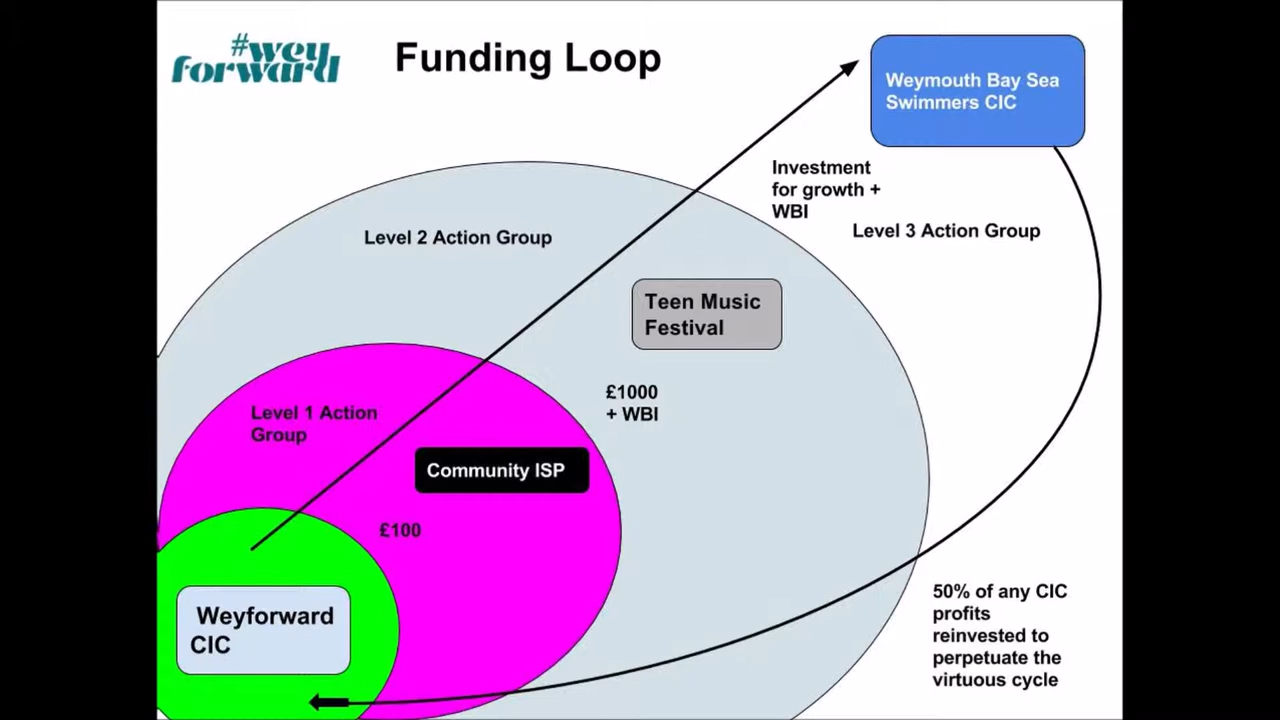 #wey
forward
Funding Loop
Weymouth Bay Sea
Swimmers CIC
Investment
for growth +
WBI
Level 3 Action Group
Level 2 Action Group
Teen Music
Festival
£1000
+ WBI
Level 1 Action
Group
Community ISP
£100
Weyforward
CIC
50% of any CIC
profits
reinvested to
perpetuate the
virtuous cycle